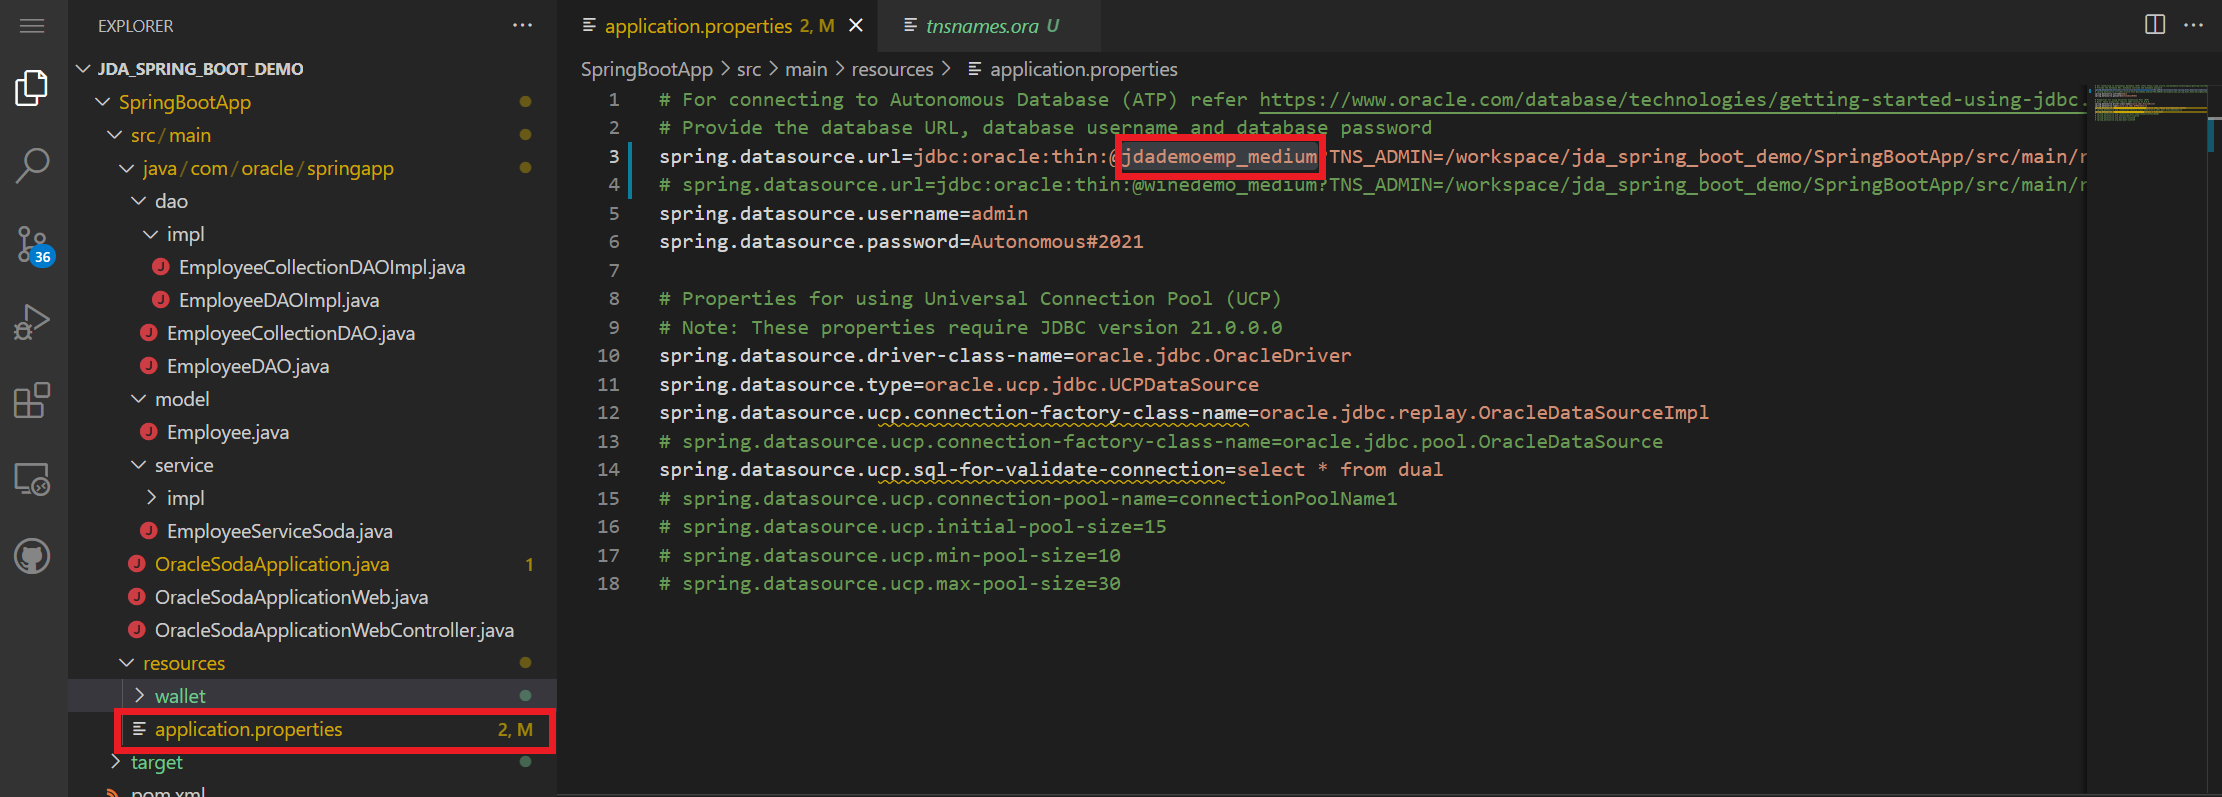 EXPLORER
JDA_SPRING_BOOT_DEMO
SpringBootApp
src / main
java / com / oracle / springapp
dao
impl
J EmployeeCollectionDAOImpl.java
J EmployeeDAOImpl.java
J EmployeeCollectionDAO.java
J EmployeeDAO.java
model
J Employee.java
service
impl
J EmployeeServiceSoda.java
J OracleSodaApplication.java 1
J OracleSodaApplicationWeb.java
J OracleSodaApplicationWebController.java
resources
wallet
application.properties 2, M
target
pom.xml
36
application.properties 2, M
tnsnames.ora U
SpringBootApp > src > main > resources > application.properties
1 # For connecting to Autonomous Database (ATP) refer https://www.oracle.com/database/technologies/getting-started-using-jdbc.
2 # Provide the database URL, database username and database password
3 spring.datasource.url=jdbc:oracle:thin:@jdademoemp_medium?TNS_ADMIN=/workspace/jda_spring_boot_demo/SpringBootApp/src/main/r
4 # spring.datasource.url=jdbc:oracle:thin:@winedemo_medium?TNS_ADMIN=/workspace/jda_spring_boot_demo/SpringBootApp/src/main/r
5 spring.datasource.username=admin
6 spring.datasource.password=Autonomous#2021
7
8 # Properties for using Universal Connection Pool (UCP)
9 # Note: These properties require JDBC version 21.0.0.0
10 spring.datasource.driver-class-name=oracle.jdbc.OracleDriver
11 spring.datasource.type=oracle.ucp.jdbc.UCPDataSource
12 spring.datasource.ucp.connection-factory-class-name=oracle.jdbc.replay.OracleDataSourceImpl
13 # spring.datasource.ucp.connection-factory-class-name=oracle.jdbc.pool.OracleDataSource
14 spring.datasource.ucp.sql-for-validate-connection=select * from dual
15 # spring.datasource.ucp.connection-pool-name=connectionPoolName1
16 # spring.datasource.ucp.initial-pool-size=15
17 # spring.datasource.ucp.min-pool-size=10
18 # spring.datasource.ucp.max-pool-size=30